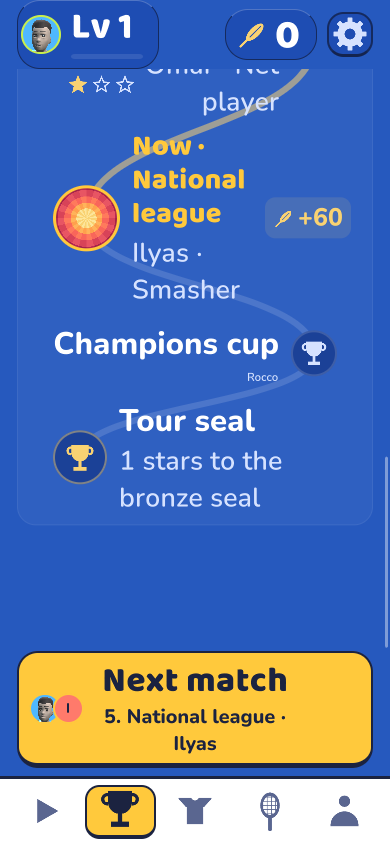 Lv 1
0
Omar · Net
player
Now ·
National
league
+60
Ilyas ·
Smasher
Champions cup
Rocco
Tour seal
1 stars to the
bronze seal
Next match
I
5. National league ·
Ilyas